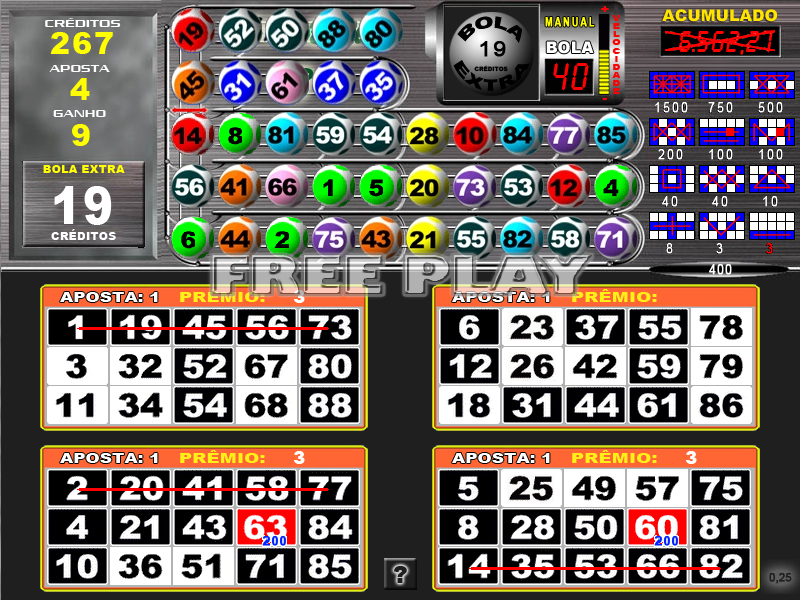 CRÉDITOS
267
APOSTA
4
GANHO
9
BOLA EXTRA
19
CRÉDITOS
19 52 50 88 80
45 31 61 37 35
14 8 81 59 54 28 10 84 77 85
56 41 66 1 5 20 73 53 12 4
6 44 2 75 43 21 55 82 58 71
BOLA
19
CRÉDITOS
EXTRA
MANUAL
BOLA
40
VELOCIDADE
ACUMULADO
1500 750 500
200 100 100
40 40 10
8 3 3
400
FREE PLAY
APOSTA: 1 PRÊMIO: 3
1 19 45 56 73
3 32 52 67 80
11 34 54 68 88
APOSTA: 1 PRÊMIO:
6 23 37 55 78
12 26 42 59 79
18 31 44 61 86
APOSTA: 1 PRÊMIO: 3
2 20 41 58 77
4 21 43 63 84
200
10 36 51 71 85
APOSTA: 1 PRÊMIO: 3
5 25 49 57 75
8 28 50 60 81
200
14 35 53 66 82
?
0,25